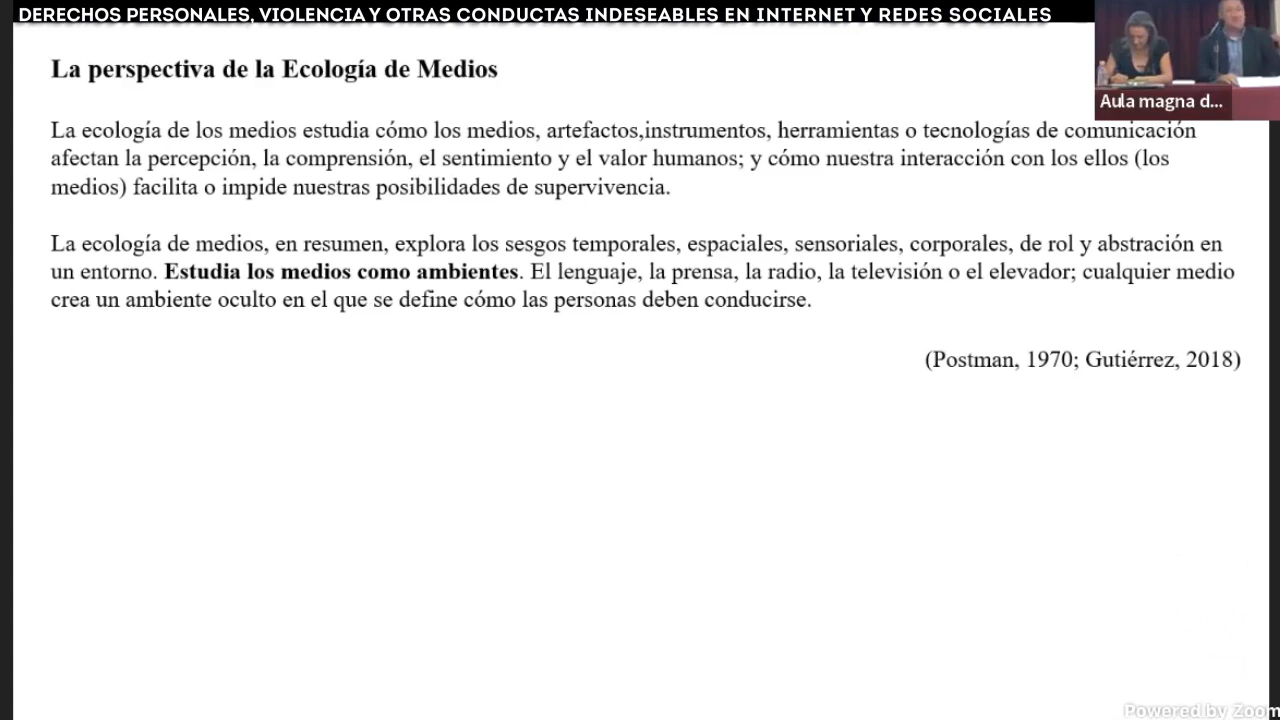 DERECHOS PERSONALES, VIOLENCIA Y OTRAS CONDUCTAS INDESEABLES EN INTERNET Y REDES SOCIALES
La perspectiva de la Ecología de Medios
Aula magna d...
La ecología de los medios estudia cómo los medios, artefactos,instrumentos, herramientas o tecnologías de comunicación
afectan la percepción, la comprensión, el sentimiento y el valor humanos; y cómo nuestra interacción con los ellos (los
medios) facilita o impide nuestras posibilidades de supervivencia.
La ecología de medios, en resumen, explora los sesgos temporales, espaciales, sensoriales, corporales, de rol y abstración en
un entorno. Estudia los medios como ambientes. El lenguaje, la prensa, la radio, la televisión o el elevador; cualquier medio
crea un ambiente oculto en el que se define cómo las personas deben conducirse.
(Postman, 1970; Gutiérrez, 2018)
Powered by Zoom